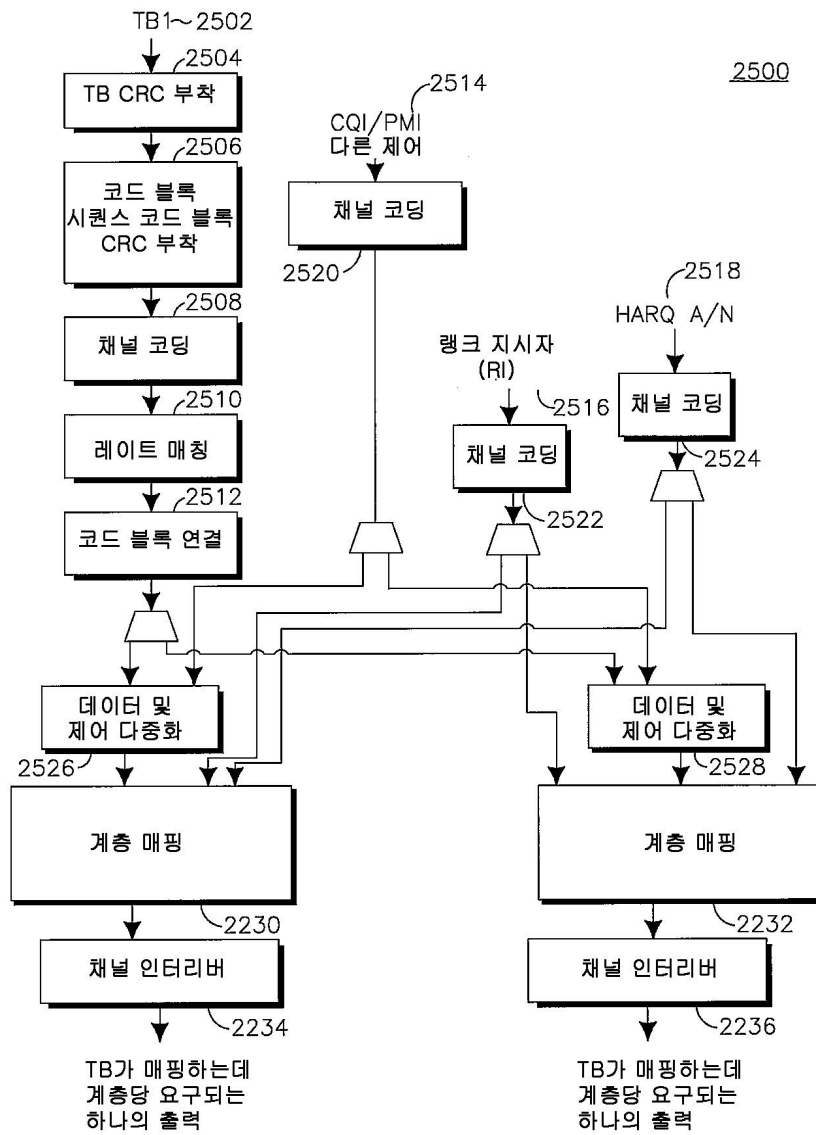 TB1~2502
2504
TB CRC 부착
2506
코드 블록
시퀀스 코드 블록
CRC 부착
2508
채널 코딩
2510
레이트 매칭
2512
코드 블록 연결
2500
2514
CQI/PMI
다른 제어
채널 코딩
2520
2518
HARQ A/N
랭크 지시자
(RI)
2516
채널 코딩
2524
채널 코딩
2522
데이터 및
제어 다중화
2526
데이터 및
제어 다중화
2528
계층 매핑
2230
계층 매핑
2232
채널 인터리버
2234
채널 인터리버
2236
TB가 매핑하는데
계층당 요구되는
하나의 출력
TB가 매핑하는데
계층당 요구되는
하나의 출력